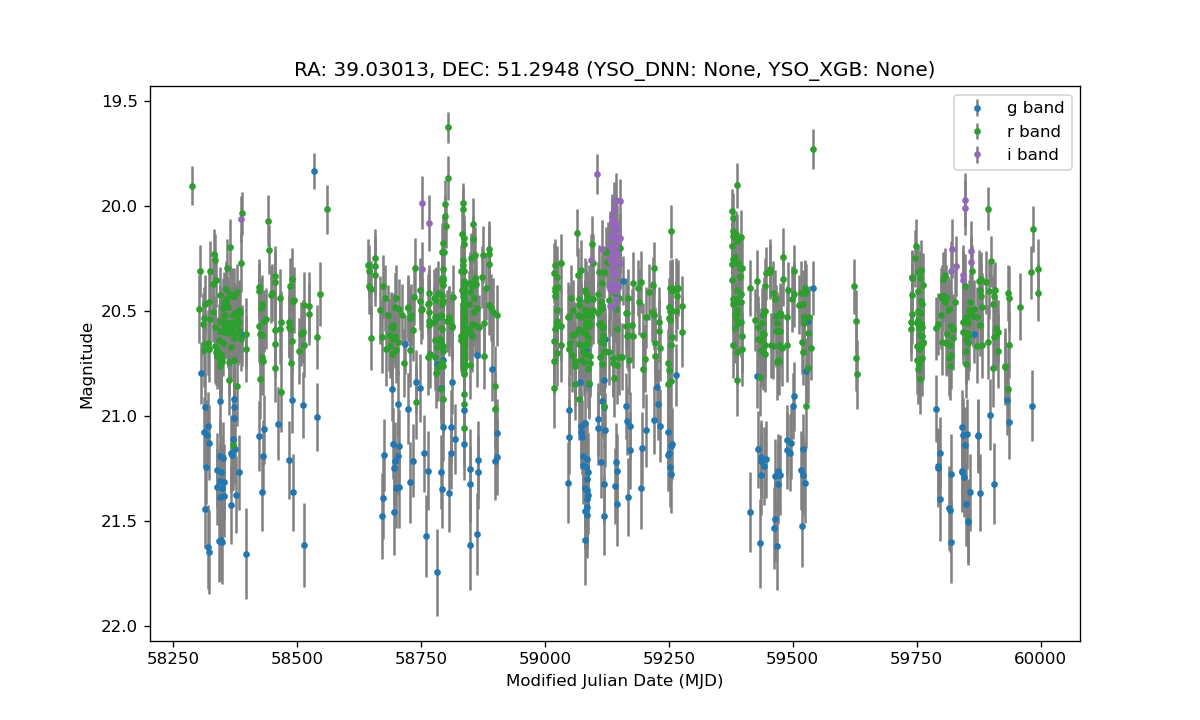 RA: 39.03013, DEC: 51.2948 (YSO_DNN: None, YSO_XGB: None)
g band
r band
i band
19.5
20.0
20.5
21.0
21.5
22.0
Magnitude
58250 58500 58750 59000 59250 59500 59750 60000
Modified Julian Date (MJD)